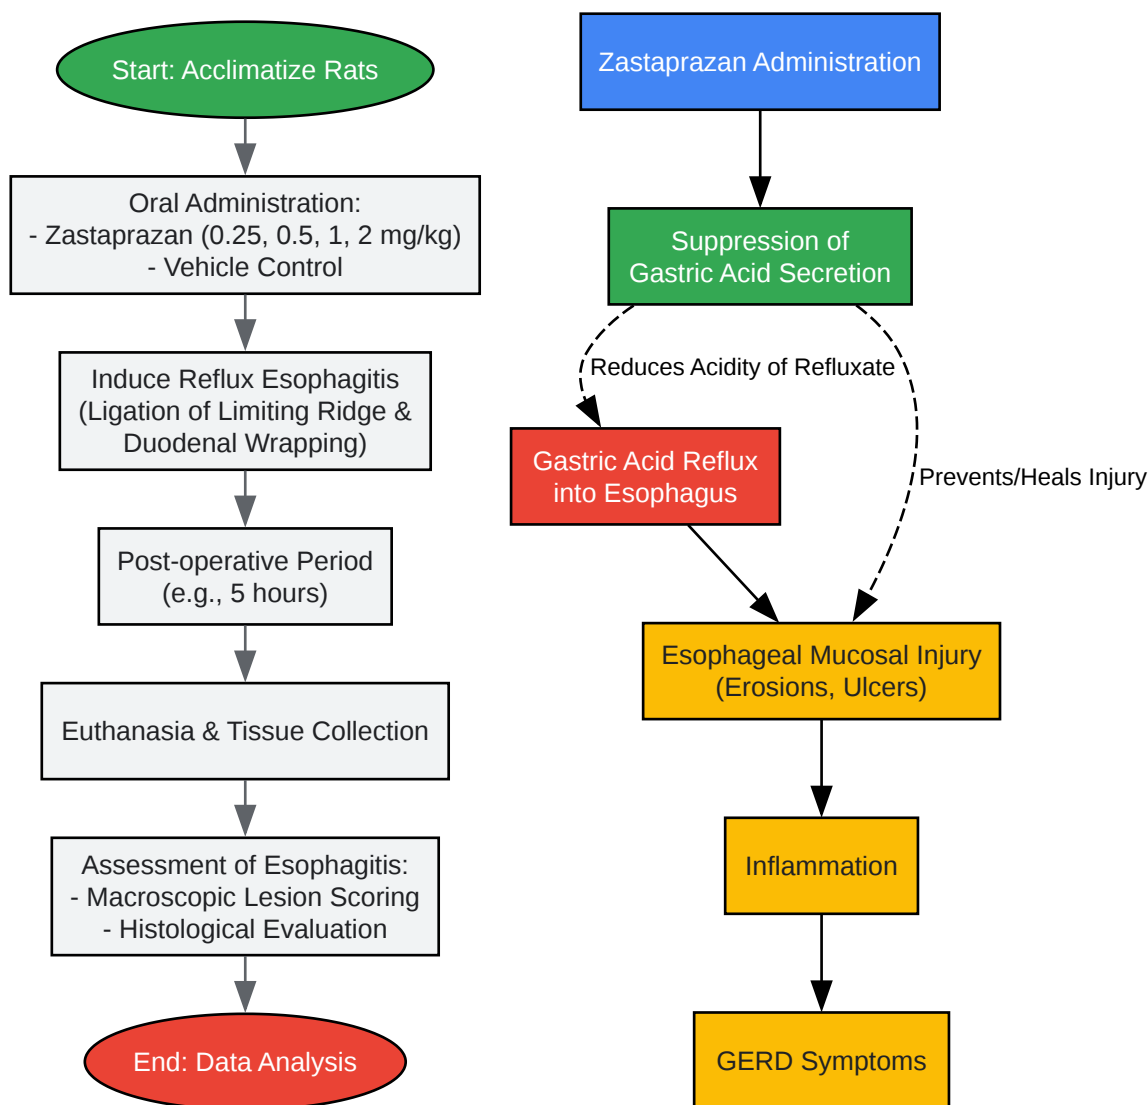 Start: Acclimatize Rats
Oral Administration:
- Zastaprazan (0.25, 0.5, 1, 2 mg/kg)
- Vehicle Control
Induce Reflux Esophagitis
(Ligation of Limiting Ridge &
Duodenal Wrapping)
Post-operative Period
(e.g., 5 hours)
Euthanasia & Tissue Collection
Assessment of Esophagitis:
- Macroscopic Lesion Scoring
- Histological Evaluation
End: Data Analysis
Zastaprazan Administration
Suppression of
Gastric Acid Secretion
Reduces Acidity of Refluxate
Gastric Acid Reflux
into Esophagus
Prevents/Heals Injury
Esophageal Mucosal Injury
(Erosions, Ulcers)
Inflammation
GERD Symptoms